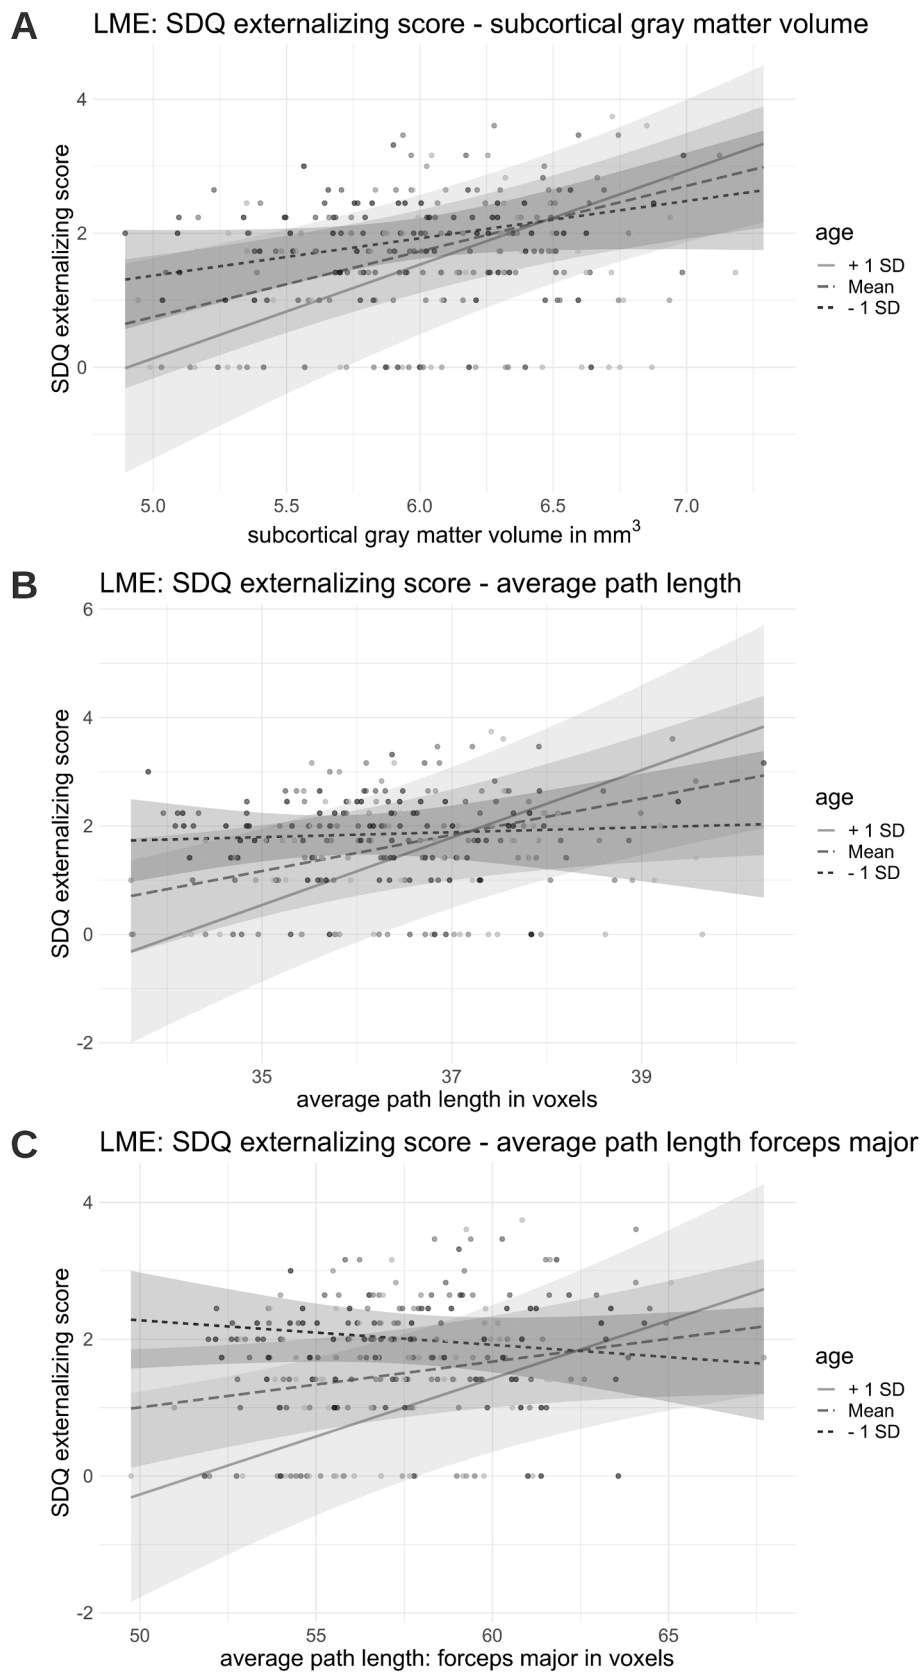 A
LME: SDQ externalizing score - subcortical gray matter volume
SDQ externalizing score
4
2
0
5.0 5.5 6.0 6.5 7.0
subcortical gray matter volume in mm³
age
+ 1 SD
Mean
- 1 SD
B
LME: SDQ externalizing score - average path length
SDQ externalizing score
6
4
2
0
-2
35 37 39
average path length in voxels
age
+ 1 SD
Mean
- 1 SD
C
LME: SDQ externalizing score - average path length forceps major
SDQ externalizing score
4
2
0
-2
50 55 60 65
average path length: forceps major in voxels
age
+ 1 SD
Mean
- 1 SD